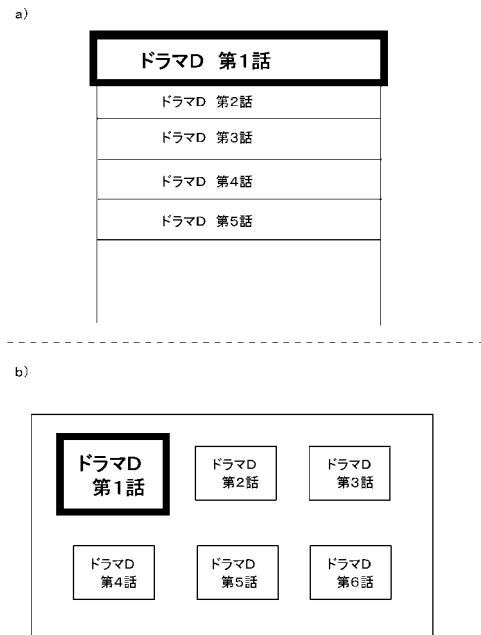 a)
ドラマD 第1話
ドラマD 第2話
ドラマD 第3話
ドラマD 第4話
ドラマD 第5話
b)
ドラマD
第1話
ドラマD
第2話
ドラマD
第3話
ドラマD
第4話
ドラマD
第5話
ドラマD
第6話